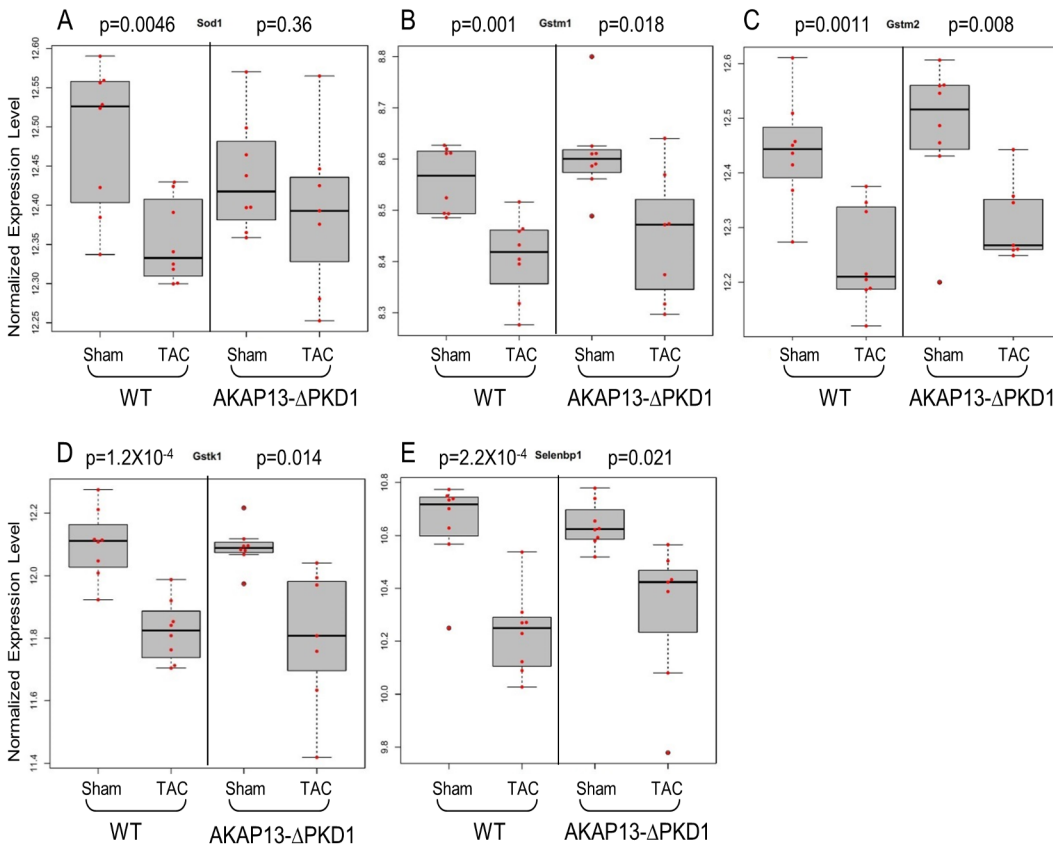 A p=0.0046 Sod1 p=0.36
Normalized Expression Level
12.60
12.55
12.50
12.45
12.40
12.35
12.30
12.25
Sham TAC Sham TAC
WT AKAP13-ΔPKD1
B p=0.001 Gstm1 p=0.018
8.8
8.7
8.6
8.5
8.4
8.3
Sham TAC Sham TAC
WT AKAP13-ΔPKD1
C p=0.0011 Gstm2 p=0.008
12.6
12.5
12.4
12.3
12.2
Sham TAC Sham TAC
WT AKAP13-ΔPKD1
D p=1.2X10⁻⁴ Gstk1 p=0.014
Normalized Expression Level
12.2
12.0
11.8
11.6
11.4
Sham TAC Sham TAC
WT AKAP13-ΔPKD1
E p=2.2X10⁻⁴ Selenbp1 p=0.021
10.8
10.6
10.4
10.2
10.0
9.8
Sham TAC Sham TAC
WT AKAP13-ΔPKD1